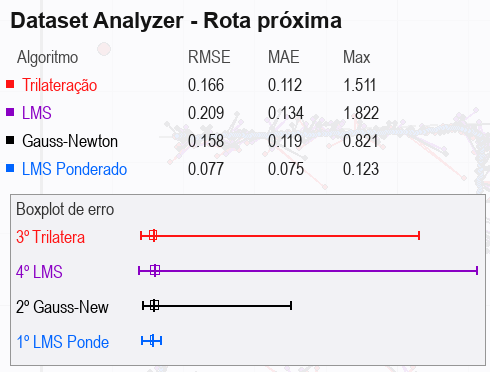 Dataset Analyzer - Rota próxima
Algoritmo RMSE MAE Max
Trilateração 0.166 0.112 1.511
LMS 0.209 0.134 1.822
Gauss-Newton 0.158 0.119 0.821
LMS Ponderado 0.077 0.075 0.123
Boxplot de erro
3º Trilatera
4º LMS
2º Gauss-New
1º LMS Ponde